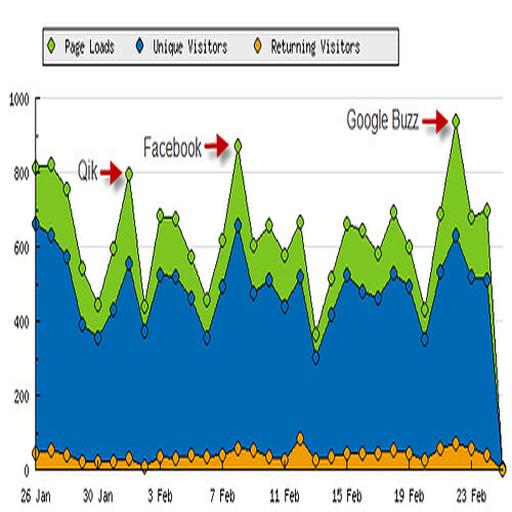 Page Loads Unique Visitors Returning Visitors
1000
Google Buzz
Facebook
Qik
800
600
400
200
0
26 Jan 30 Jan 3 Feb 7 Feb 11 Feb 15 Feb 19 Feb 23 Feb